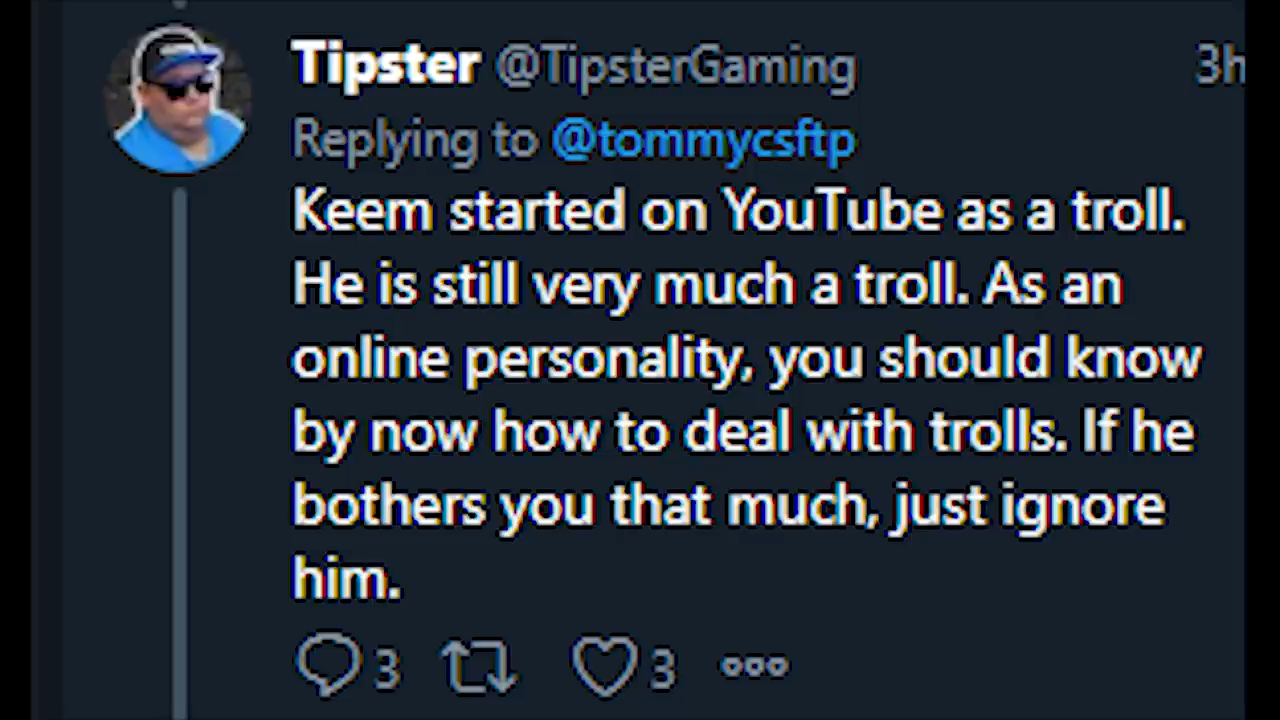 Tipster @TipsterGaming 3h
Replying to @tommycsftp
Keem started on YouTube as a troll.
He is still very much a troll. As an
online personality, you should know
by now how to deal with trolls. If he
bothers you that much, just ignore
him.
3 3